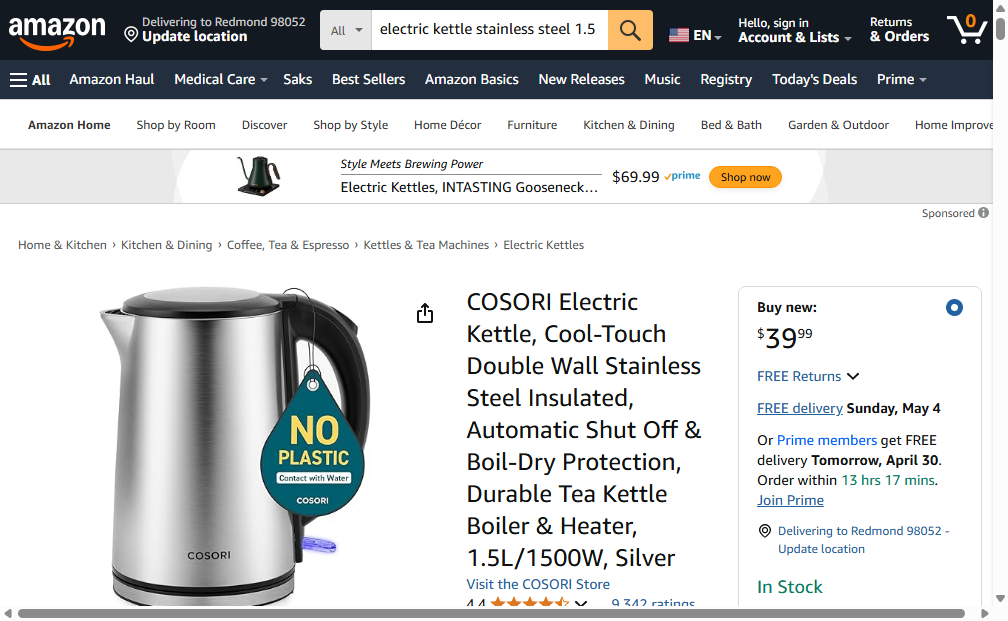 amazon
Delivering to Redmond 98052
Update location
All
electric kettle stainless steel 1.5
EN
Hello, sign in
Account & Lists
Returns
& Orders
0
All
Amazon Haul
Medical Care
Saks
Best Sellers
Amazon Basics
New Releases
Music
Registry
Today's Deals
Prime
Amazon Home
Shop by Room
Discover
Shop by Style
Home Décor
Furniture
Kitchen & Dining
Bed & Bath
Garden & Outdoor
Home Improve
Style Meets Brewing Power
Electric Kettles, INTASTING Gooseneck...
$69.99 prime
Shop now
Sponsored
Home & Kitchen › Kitchen & Dining › Coffee, Tea & Espresso › Kettles & Tea Machines › Electric Kettles
NO
PLASTIC
Contact with Water
COSORI
COSORI
COSORI Electric
Kettle, Cool-Touch
Double Wall Stainless
Steel Insulated,
Automatic Shut Off &
Boil-Dry Protection,
Durable Tea Kettle
Boiler & Heater,
1.5L/1500W, Silver
Visit the COSORI Store
4.4
9,342 ratings
Buy new:
$39 99
FREE Returns
FREE delivery Sunday, May 4
Or Prime members get FREE
delivery Tomorrow, April 30.
Order within 13 hrs 17 mins.
Join Prime
Delivering to Redmond 98052 -
Update location
In Stock